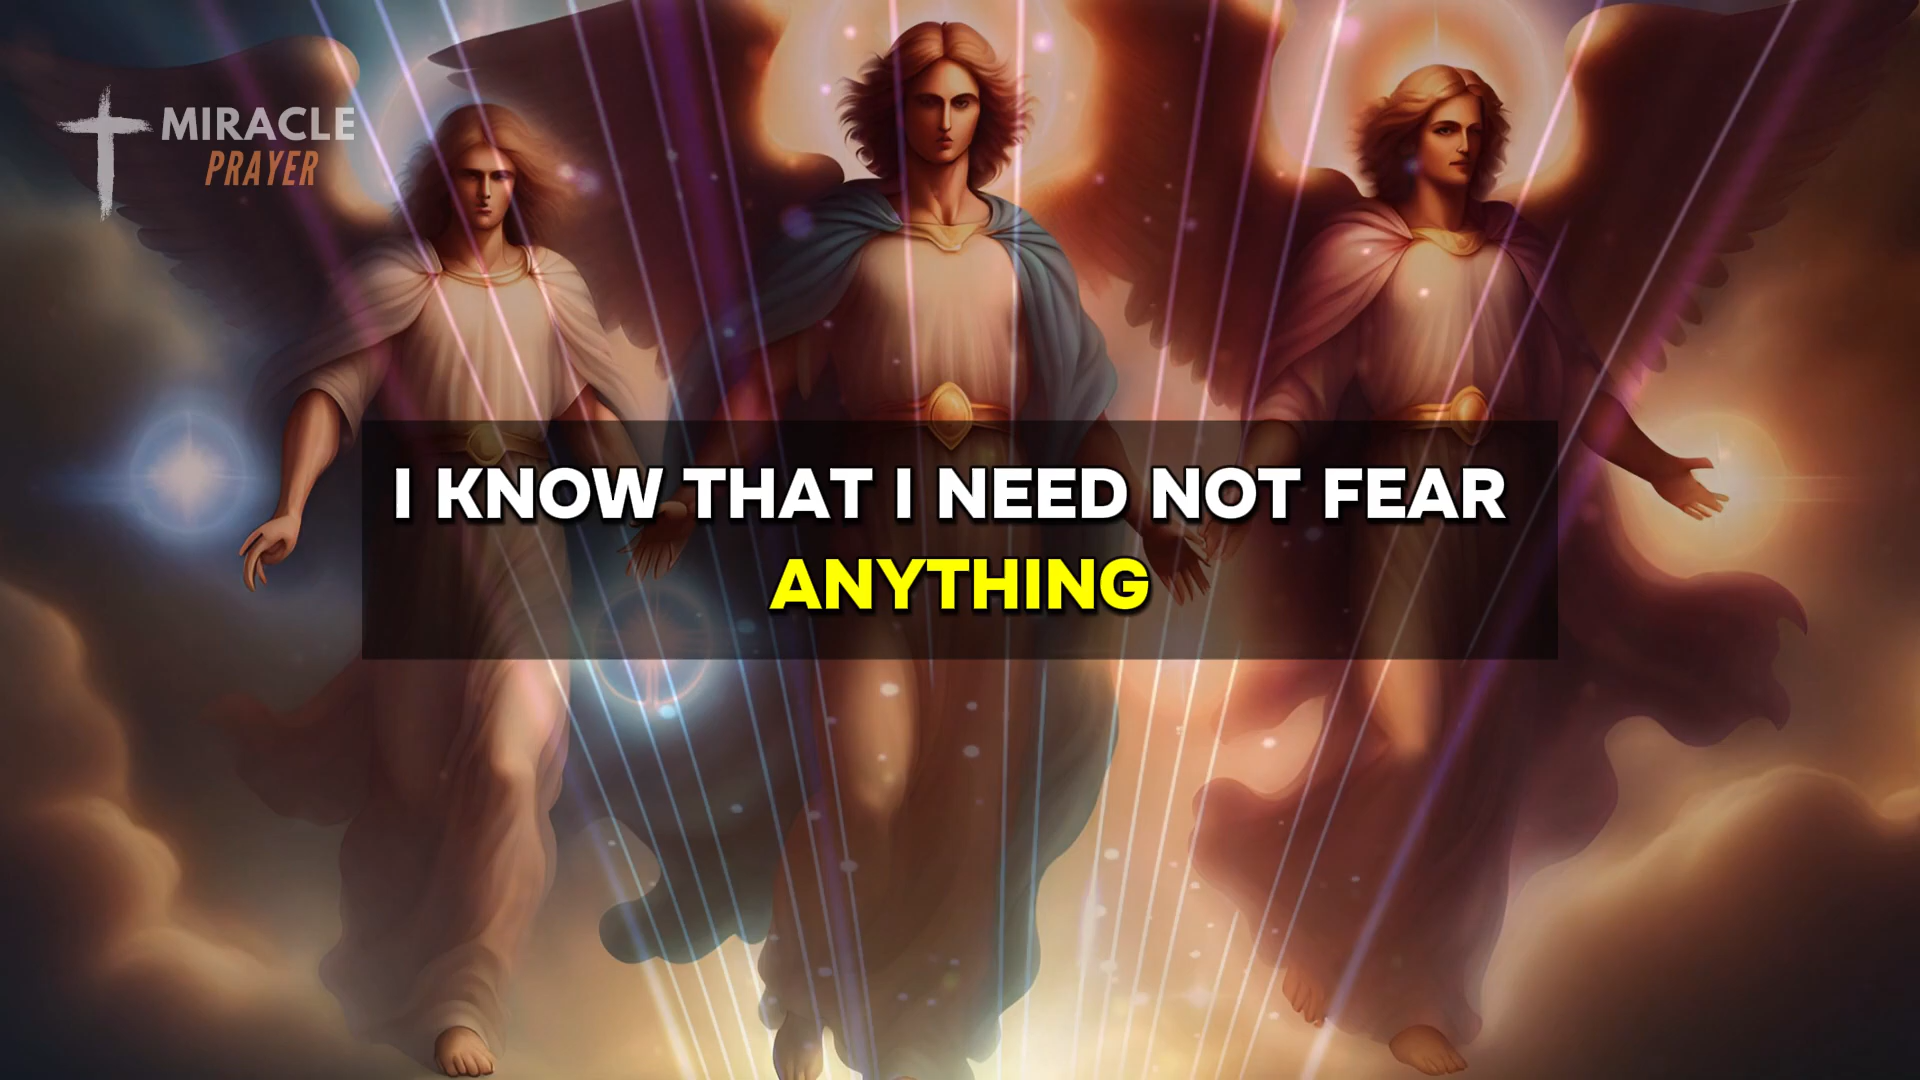 MIRACLE
PRAYER
I KNOW THAT I NEED NOT FEAR
ANYTHING